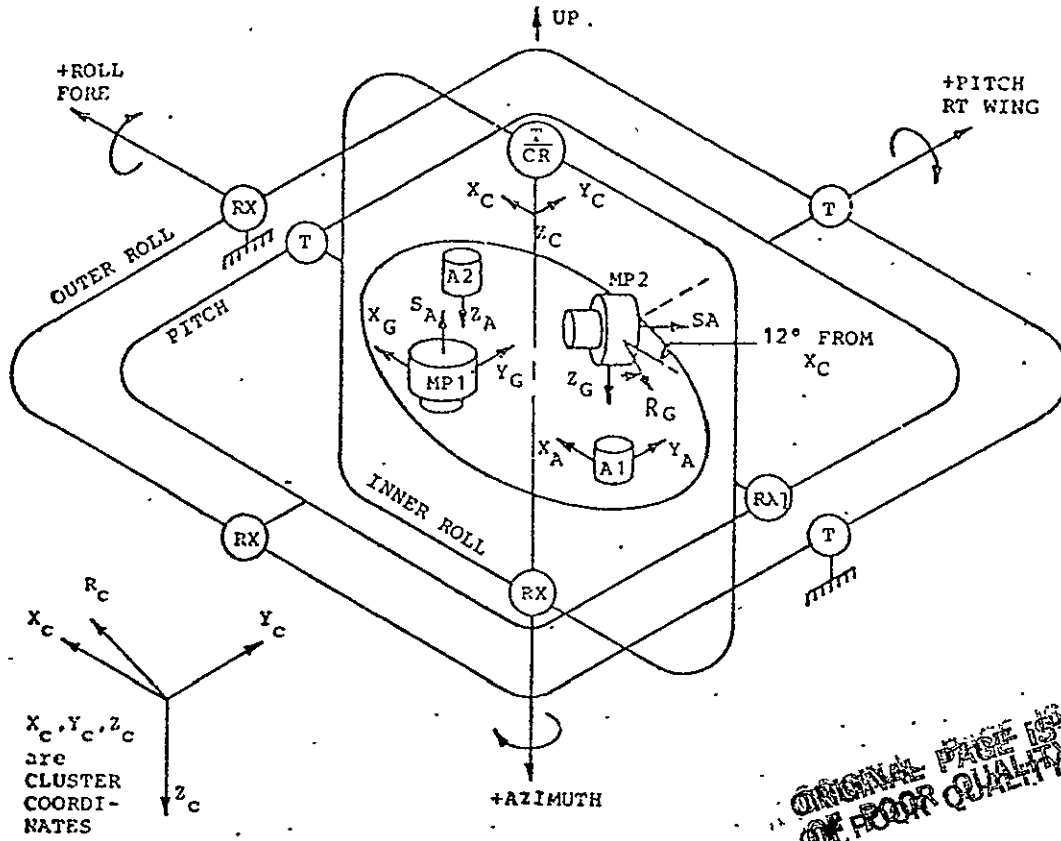 UP.
+ROLL
FORE
+PITCH
RT WING
T
CR
X_C
Y_C
Z_C
RX
T
T
OUTER ROLL
PITCH
A2
MP2
S_A
Z_A
SA
X_G
Y_G
MP1
12° FROM
X_C
Z_G
R_G
X_A
Y_A
A1
INNER ROLL
RX
T
RX
R_C
X_C
Y_C
X_C, Y_C, Z_C
are
CLUSTER
COORDI-
NATES
Z_C
+AZIMUTH
ORIGINAL PAGE IS
OF POOR QUALITY